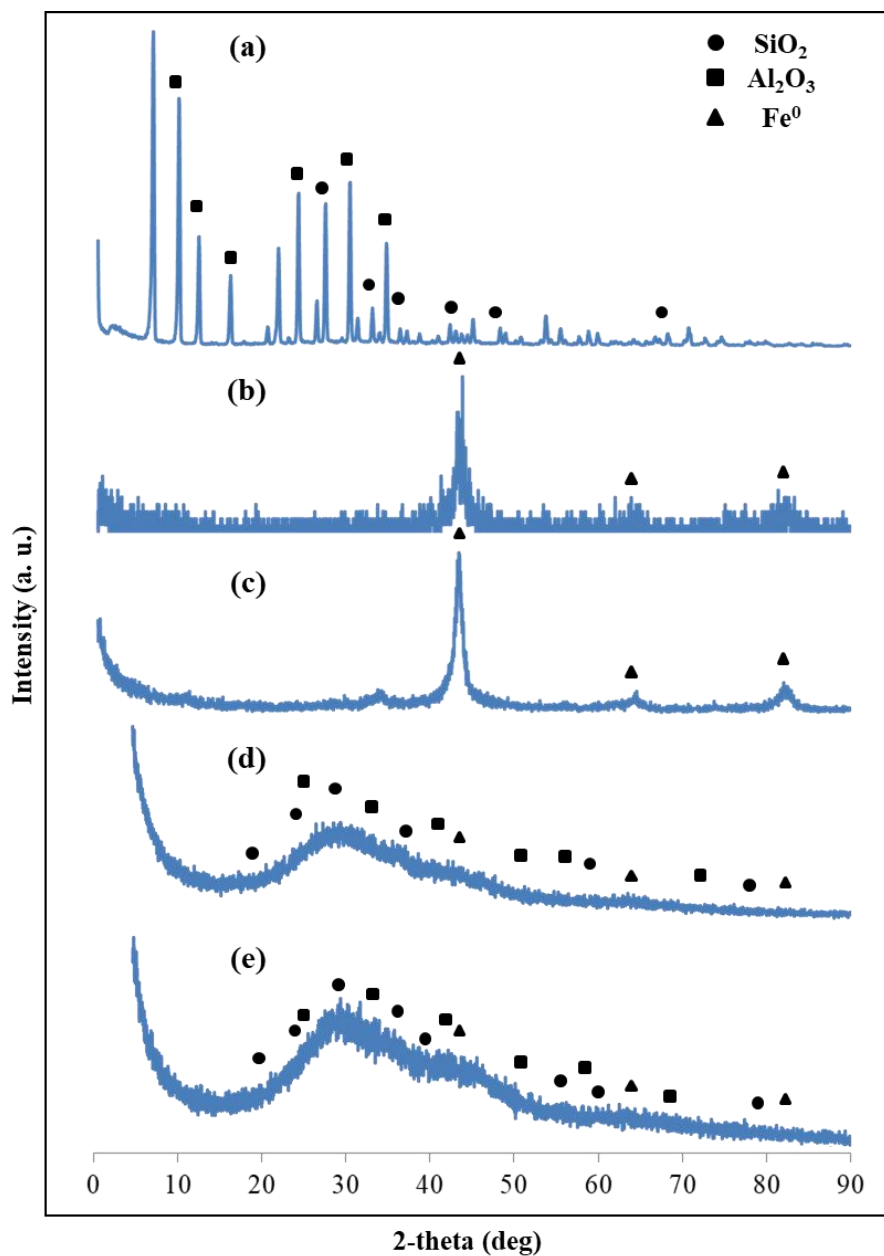 (a)
SiO₂
Al₂O₃
Fe⁰
(b)
(c)
(d)
(e)
Intensity (a. u.)
0 10 20 30 40 50 60 70 80 90
2-theta (deg)